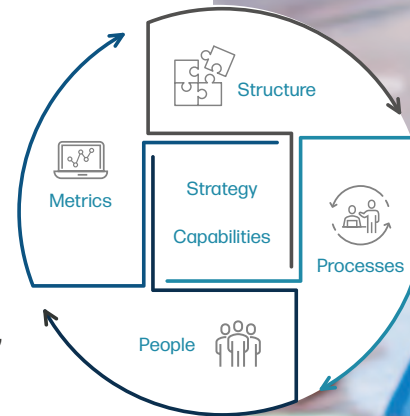 Structure
Metrics
Strategy
Capabilities
Processes
People